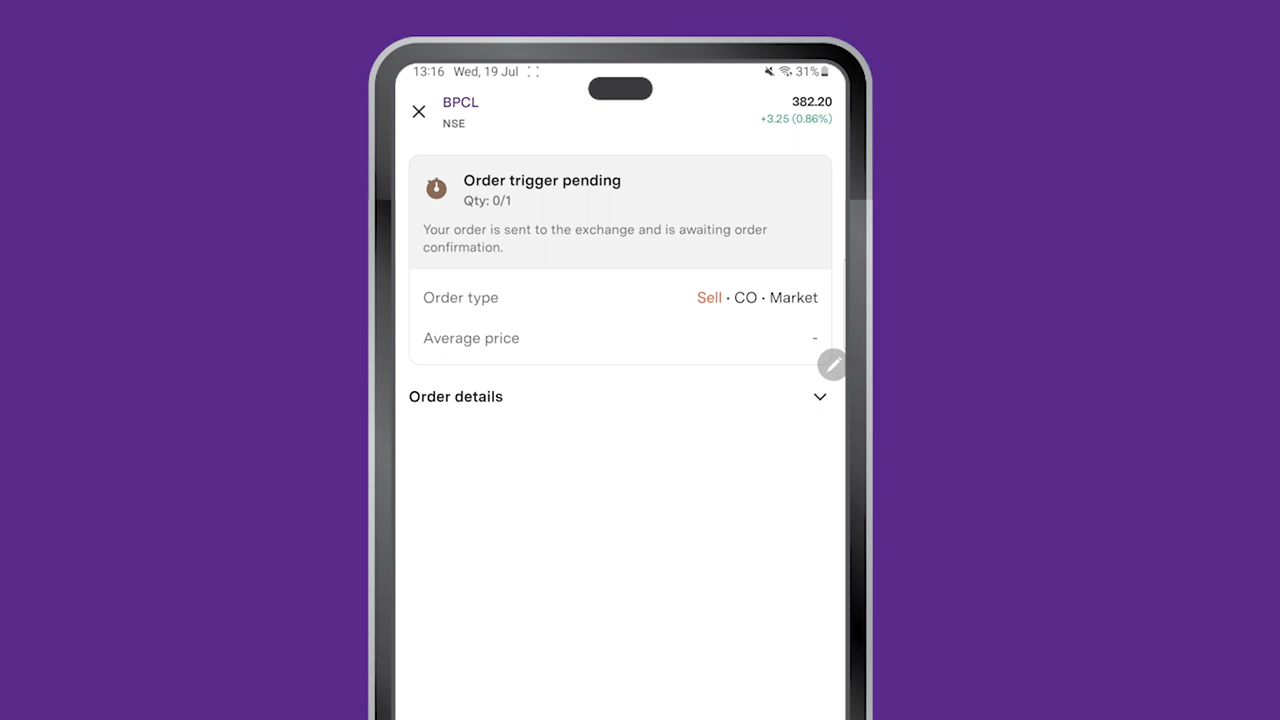 13:16 Wed, 19 Jul 31%
BPCL 382.20
NSE +3.25 (0.86%)
Order trigger pending
Qty: 0/1
Your order is sent to the exchange and is awaiting order
confirmation.
Order type Sell · CO · Market
Average price -
Order details